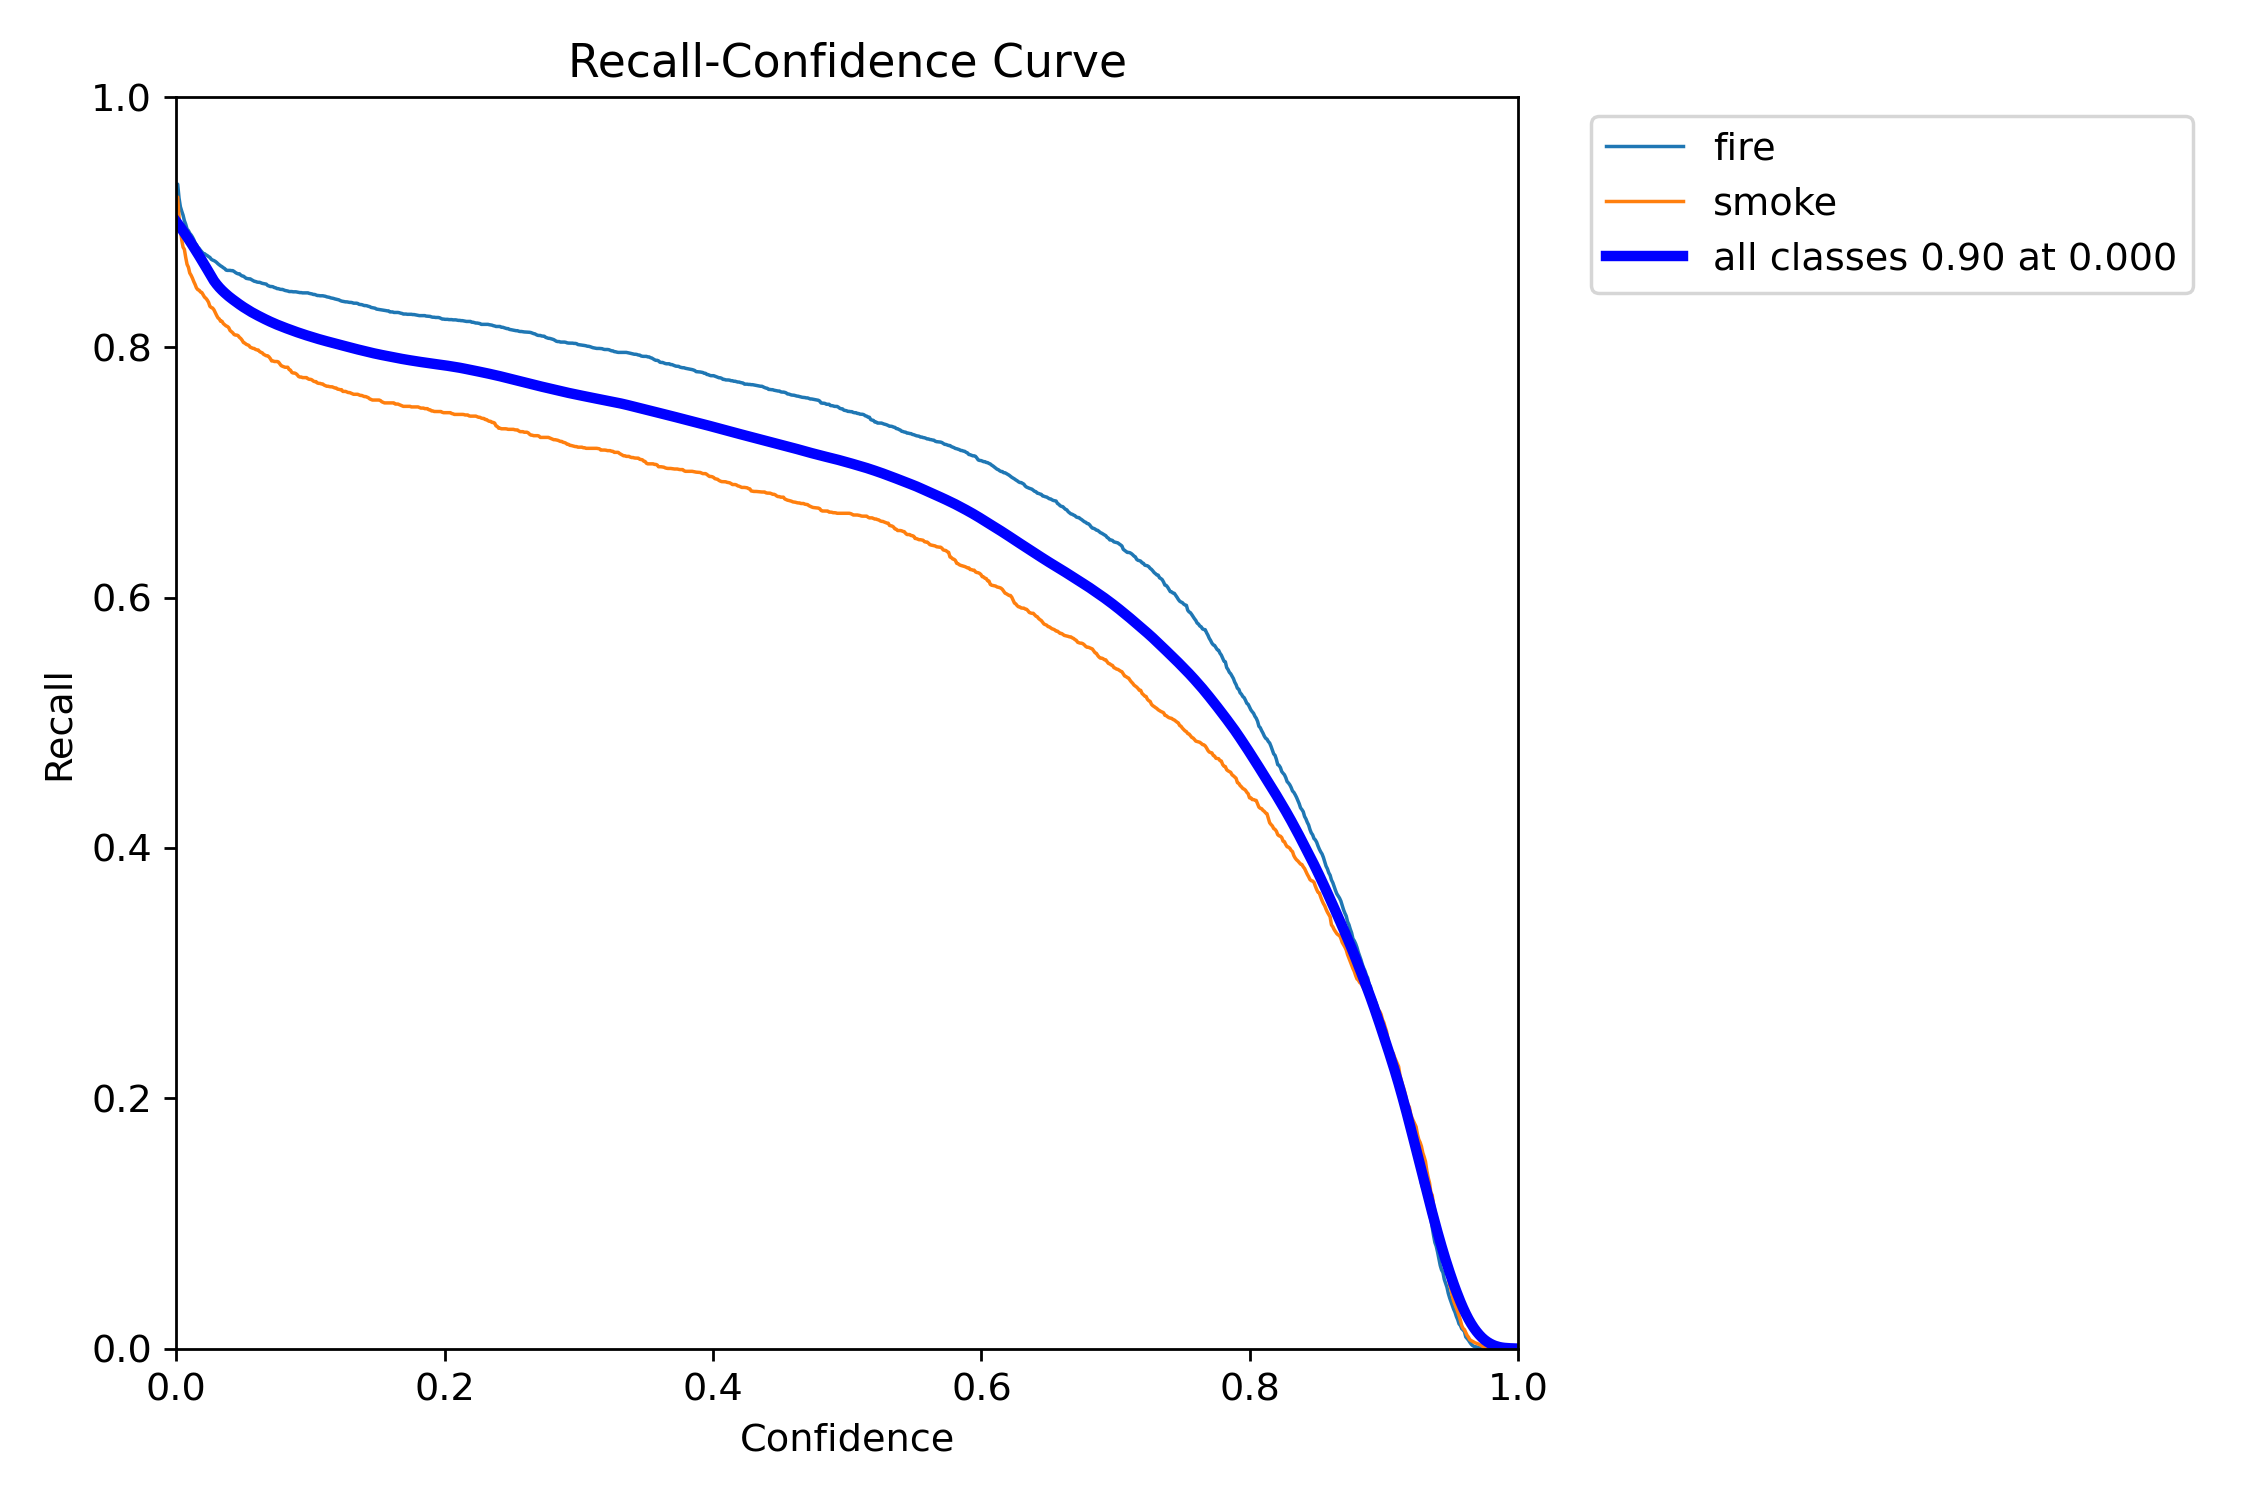 Recall-Confidence Curve
1.0
0.8
0.6
0.4
0.2
0.0
Recall
0.0 0.2 0.4 0.6 0.8 1.0
Confidence
fire
smoke
all classes 0.90 at 0.000